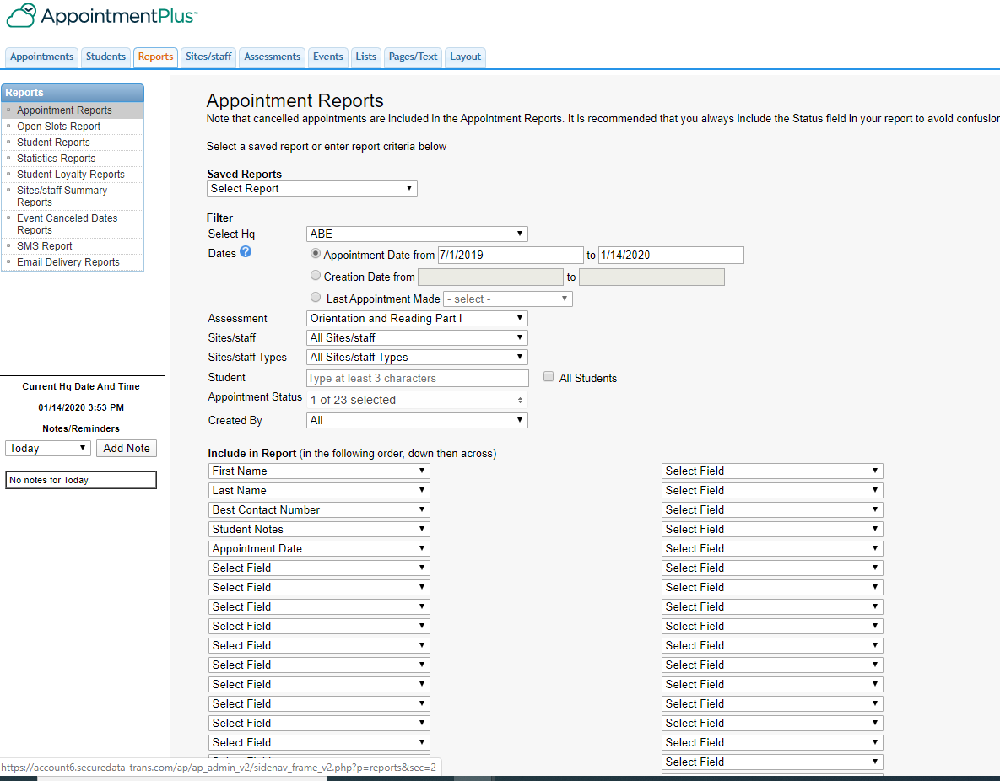 AppointmentPlus™
Appointments Students Reports Sites/staff Assessments Events Lists Pages/Text Layout
Reports
Appointment Reports
Open Slots Report
Student Reports
Statistics Reports
Student Loyalty Reports
Sites/staff Summary
Reports
Event Canceled Dates
Reports
SMS Report
Email Delivery Reports
Current Hq Date And Time
01/14/2020 3:53 PM
Notes/Reminders
Today Add Note
No notes for Today.
Appointment Reports
Note that cancelled appointments are included in the Appointment Reports. It is recommended that you always include the Status field in your report to avoid confusion
Select a saved report or enter report criteria below
Saved Reports
Select Report
Filter
Select Hq ABE
Dates ? Appointment Date from 7/1/2019 to 1/14/2020
Creation Date from to
Last Appointment Made - select -
Assessment Orientation and Reading Part I
Sites/staff All Sites/staff
Sites/staff Types All Sites/staff Types
Student Type at least 3 characters All Students
Appointment Status 1 of 23 selected
Created By All
Include in Report (in the following order, down then across)
First Name Select Field
Last Name Select Field
Best Contact Number Select Field
Student Notes Select Field
Appointment Date Select Field
Select Field Select Field
Select Field Select Field
Select Field Select Field
Select Field Select Field
Select Field Select Field
Select Field Select Field
Select Field Select Field
Select Field Select Field
Select Field Select Field
Select Field Select Field
Select Field
https://account6.securedata-trans.com/ap/ap_admin_v2/sidenav_frame_v2.php?p=reports&sec=2